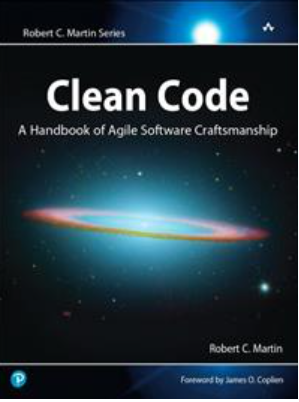 Robert C. Martin Series
Clean Code
A Handbook of Agile Software Craftsmanship
Robert C. Martin
Foreword by James O. Coplien